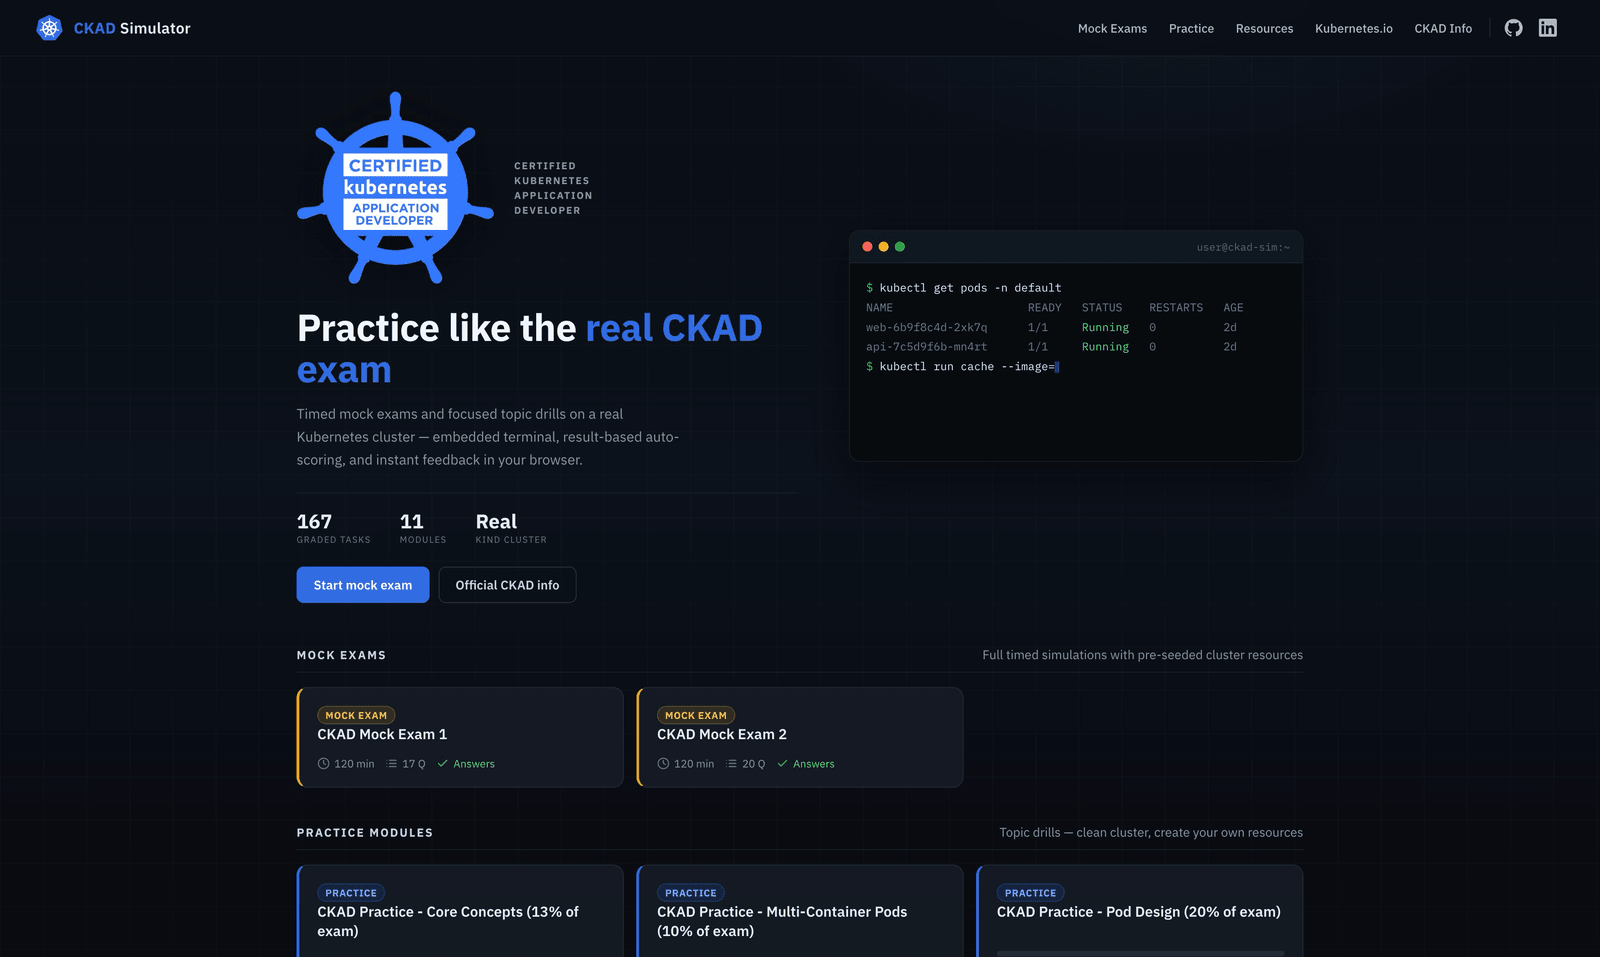 CKAD Simulator
Mock Exams Practice Resources Kubernetes.io CKAD Info
CERTIFIED
kubernetes
APPLICATION
DEVELOPER
CERTIFIED
KUBERNETES
APPLICATION
DEVELOPER
Practice like the real CKAD
exam
Timed mock exams and focused topic drills on a real
Kubernetes cluster — embedded terminal, result-based auto-
scoring, and instant feedback in your browser.
167 11 Real
GRADED TASKS MODULES KIND CLUSTER
Start mock exam Official CKAD info
user@ckad-sim:~
$ kubectl get pods -n default
NAME READY STATUS RESTARTS AGE
web-6b9f8c4d-2xk7q 1/1 Running 0 2d
api-7c5d9f6b-mn4rt 1/1 Running 0 2d
$ kubectl run cache --image=
MOCK EXAMS Full timed simulations with pre-seeded cluster resources
MOCK EXAM
CKAD Mock Exam 1
120 min 17 Q Answers
MOCK EXAM
CKAD Mock Exam 2
120 min 20 Q Answers
PRACTICE MODULES Topic drills — clean cluster, create your own resources
PRACTICE
CKAD Practice - Core Concepts (13% of
exam)
PRACTICE
CKAD Practice - Multi-Container Pods
(10% of exam)
PRACTICE
CKAD Practice - Pod Design (20% of exam)